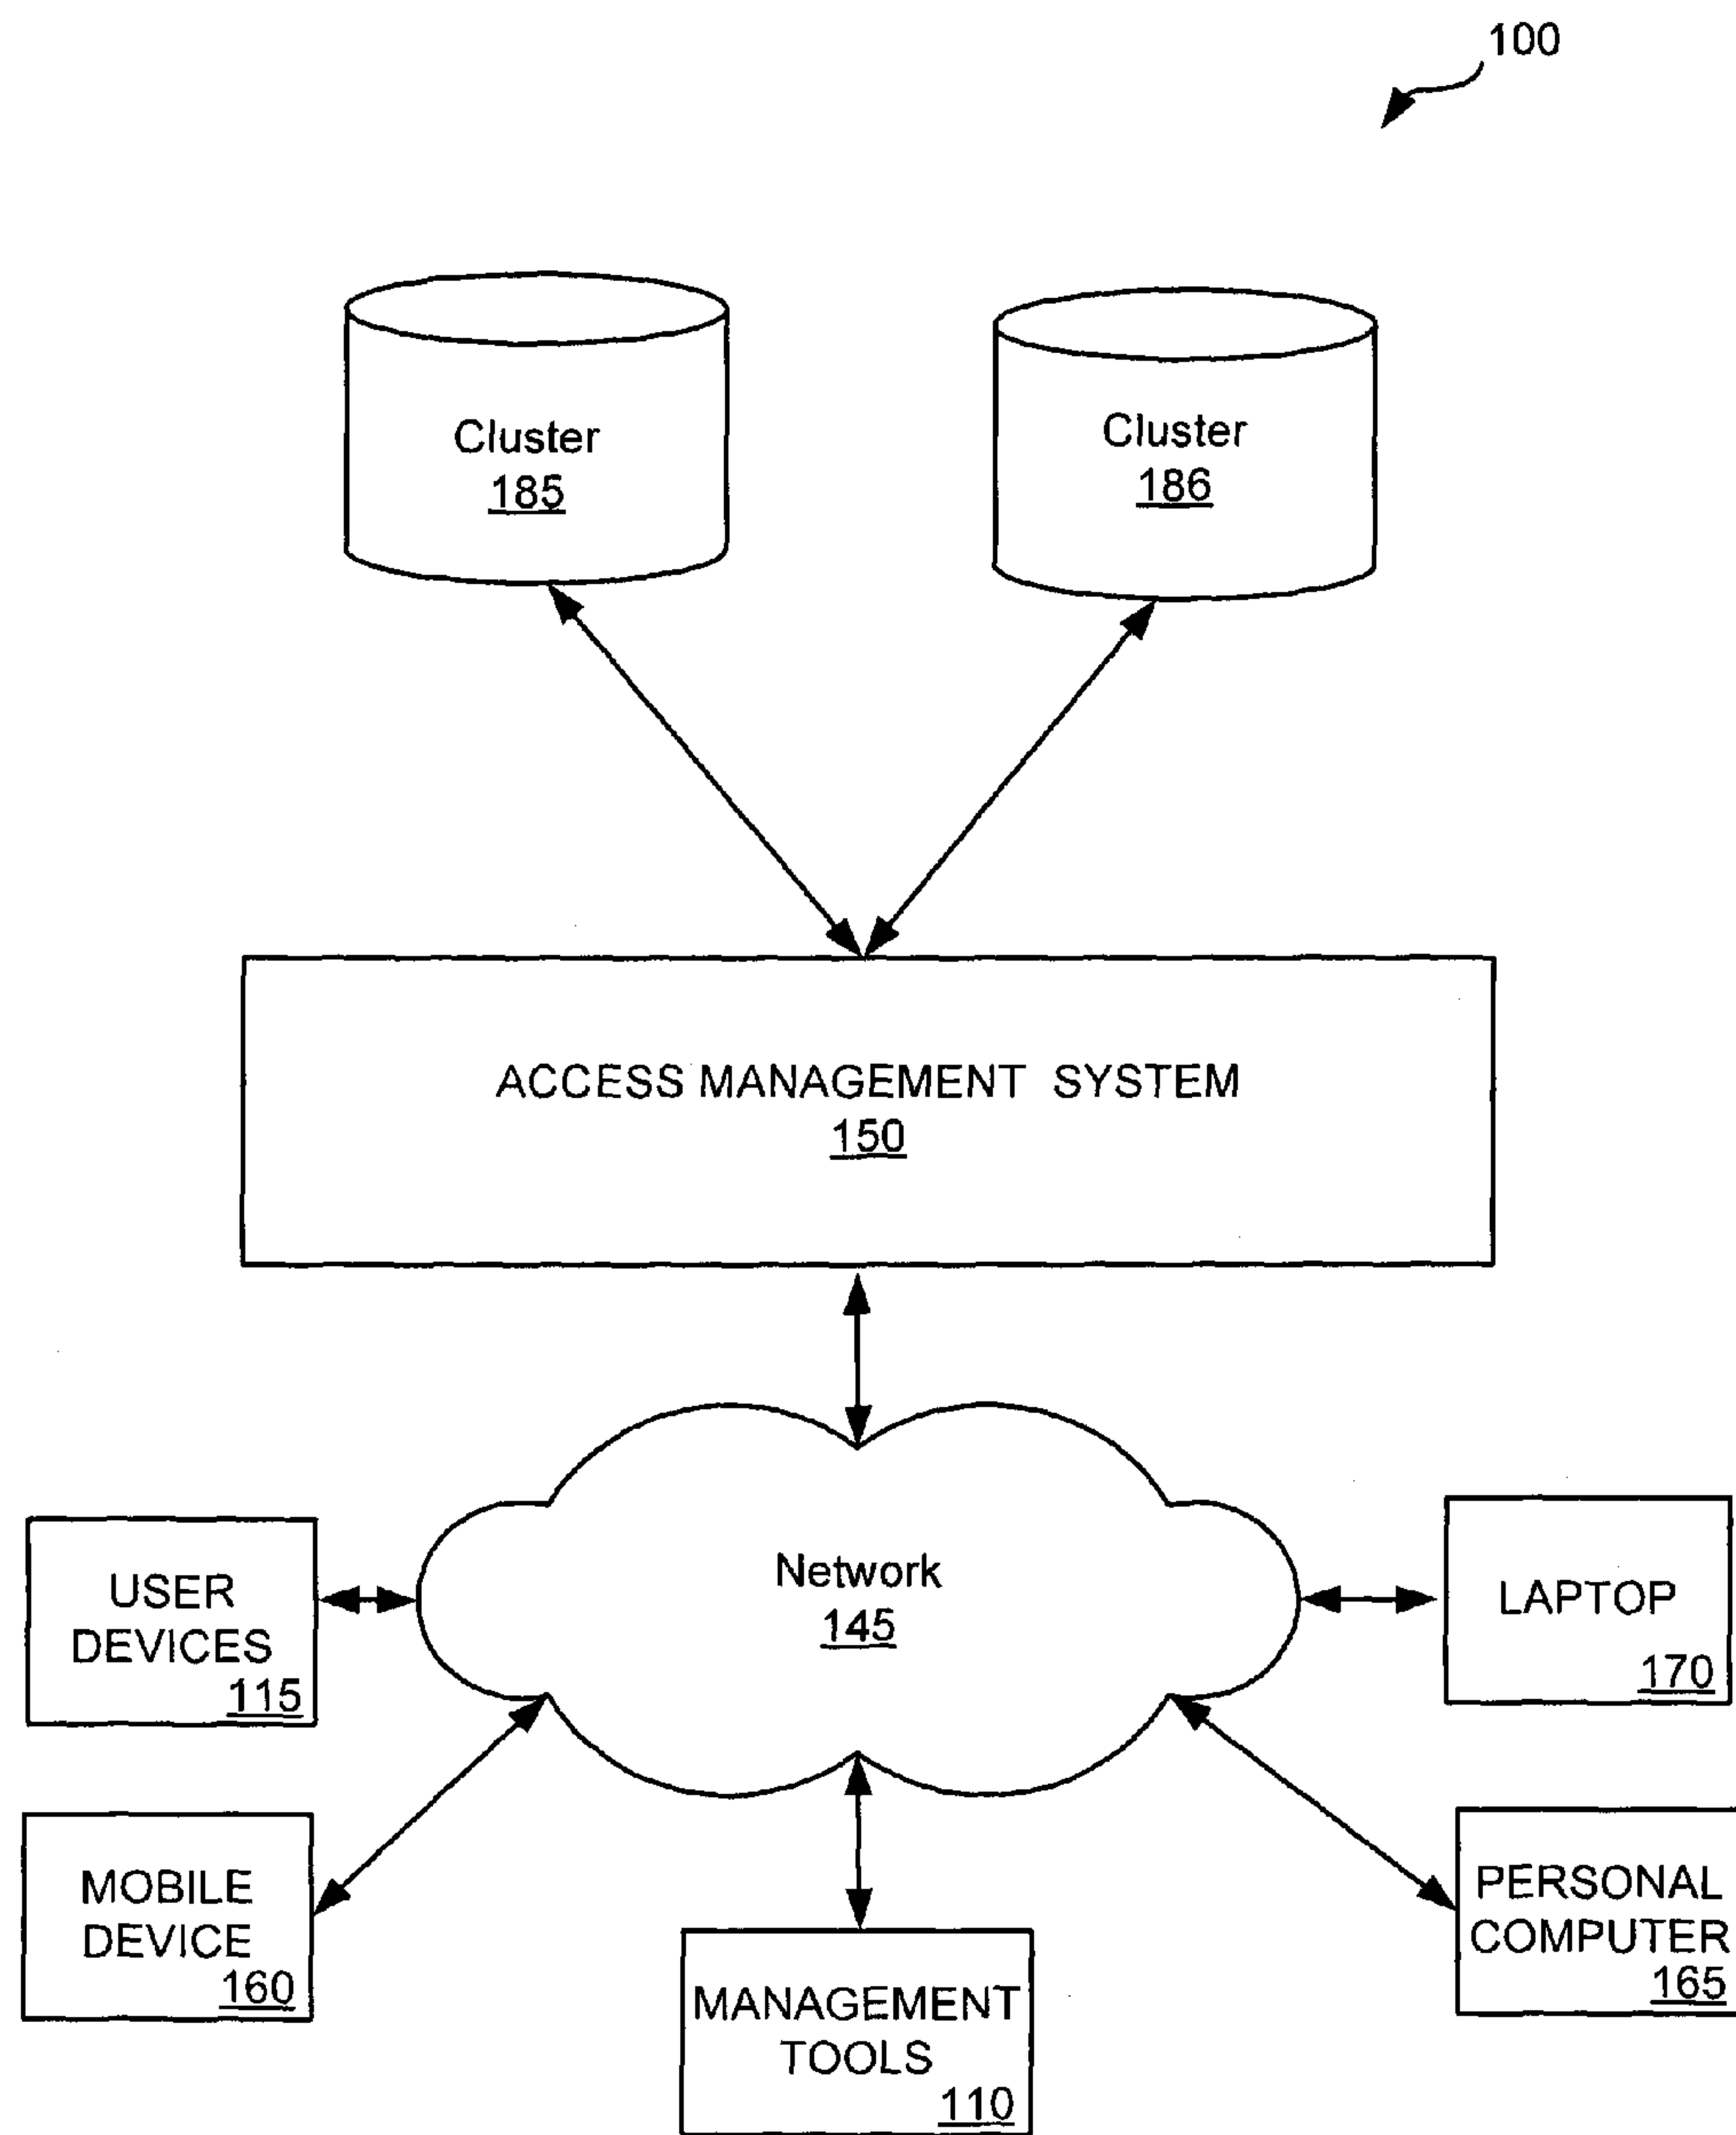 100
Cluster
185
Cluster
186
ACCESS MANAGEMENT SYSTEM
150
Network
145
USER
DEVICES
115
LAPTOP
170
MOBILE
DEVICE
160
MANAGEMENT
TOOLS
110
PERSONAL
COMPUTER
165